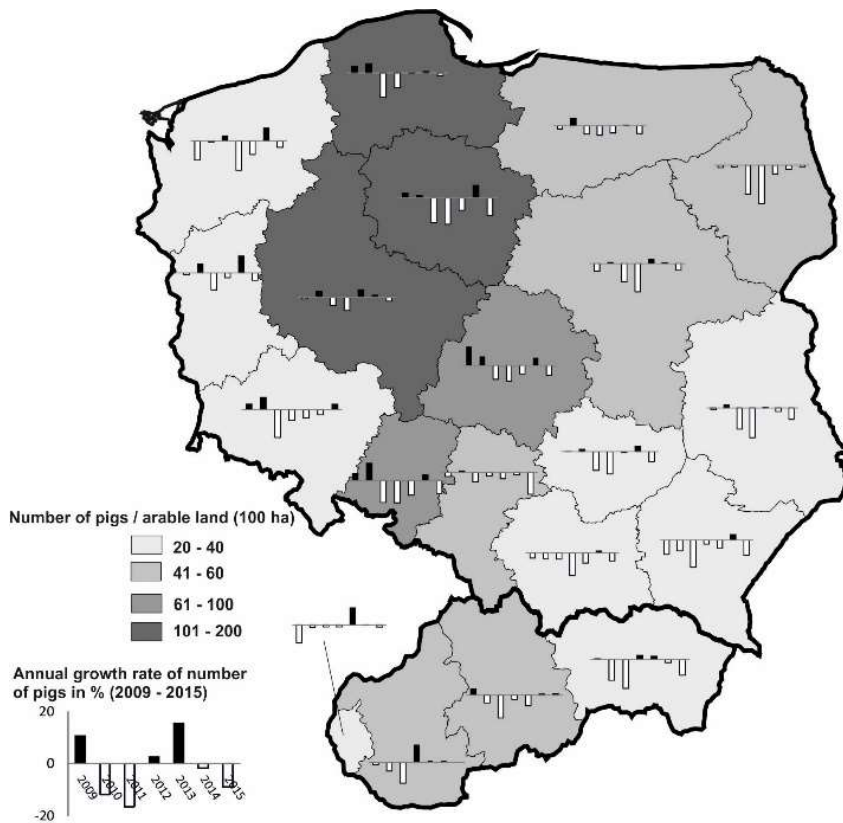 Number of pigs / arable land (100 ha)
20 - 40
41 - 60
61 - 100
101 - 200
Annual growth rate of number
of pigs in % (2009 - 2015)
20
0
-20
2009
2010
2011
2012
2013
2014
2015